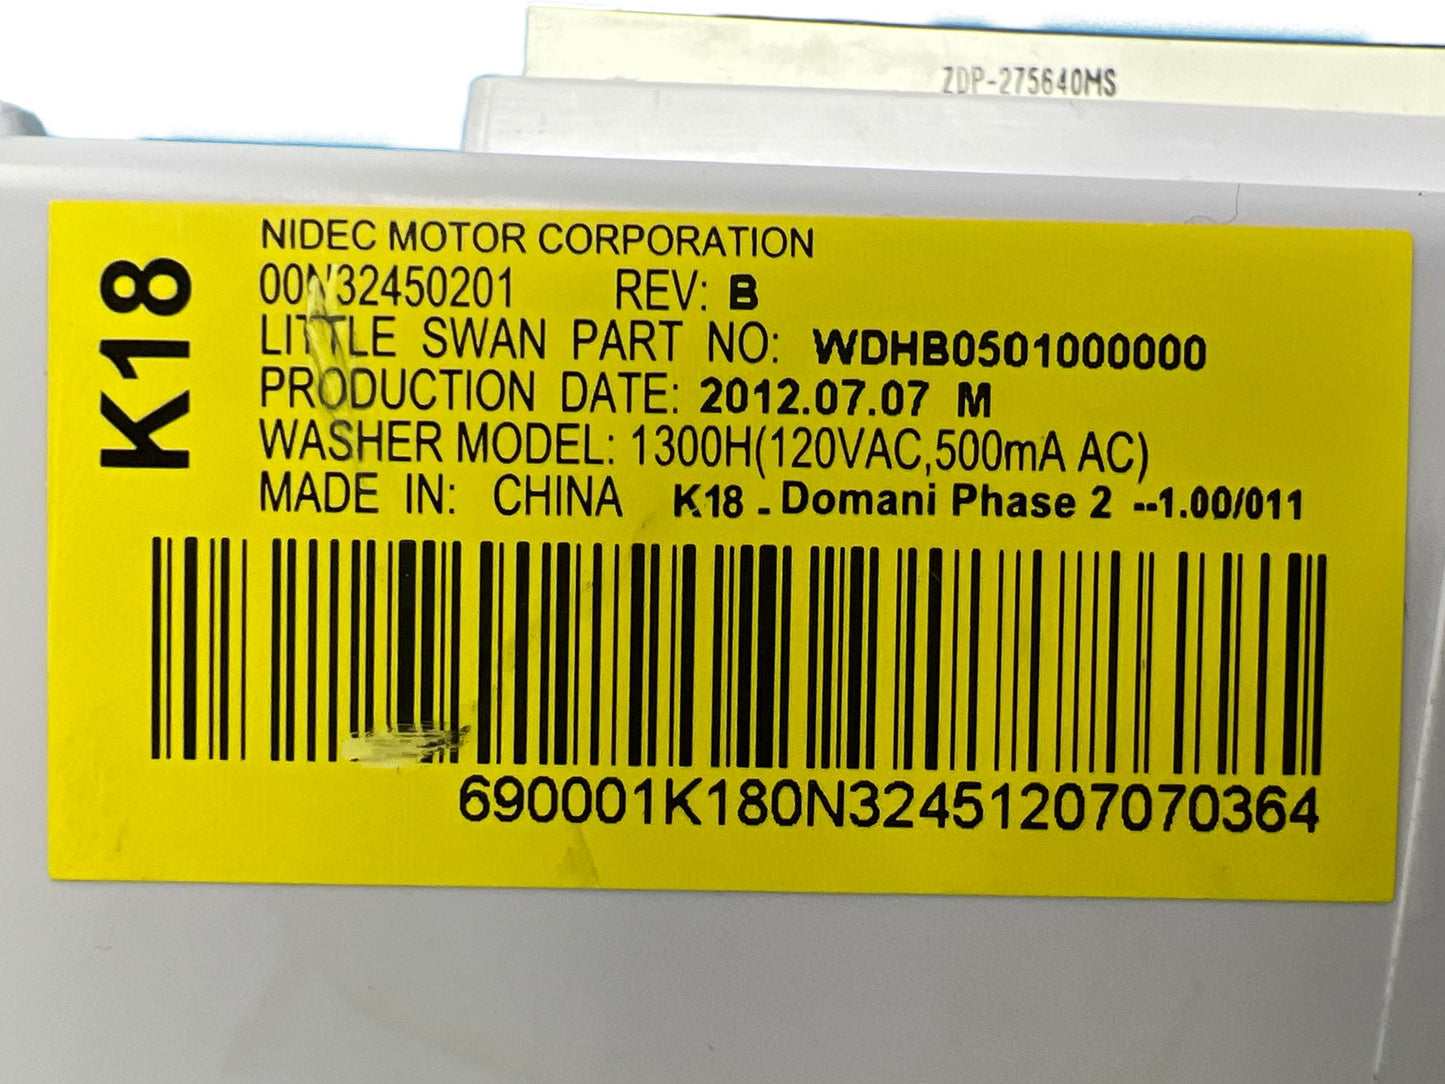 ZDP-275640MS
K18
NIDEC MOTOR CORPORATION
00N32450201 REV: B
LITTLE SWAN PART NO: WDHB0501000000
PRODUCTION DATE: 2012.07.07 M
WASHER MODEL: 1300H(120VAC,500mA AC)
MADE IN: CHINA K18 - Domani Phase 2 --1.00/011
690001K180N32451207070364